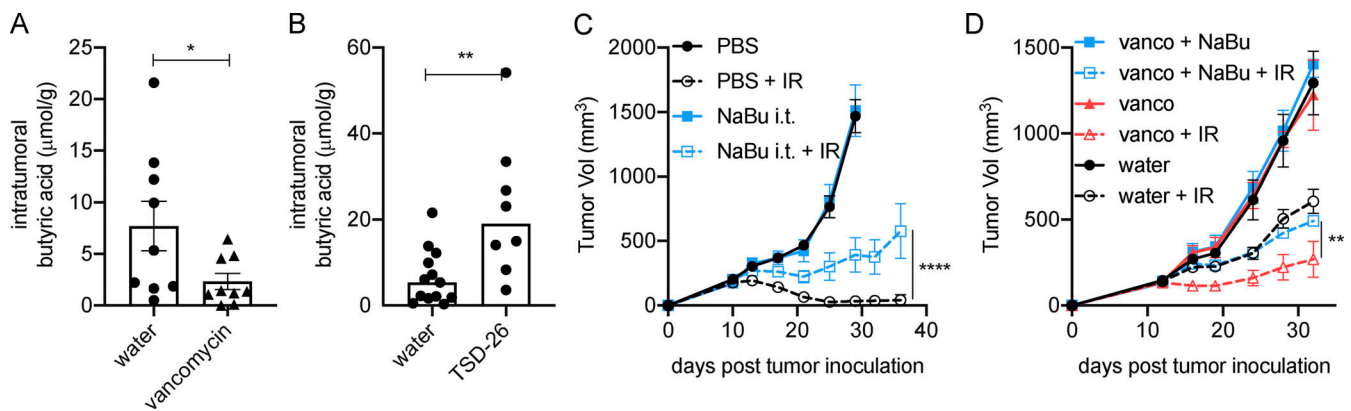 A
intratumoral
butyric acid (μmol/g)
25
20
15
10
5
0
*
water
vancomycin
B
intratumoral
butyric acid (μmol/g)
60
40
20
0
**
water
TSD-26
C
Tumor Vol (mm3)
2000
1500
1000
500
0
0 10 20 30 40
days post tumor inoculation
PBS
PBS + IR
NaBu i.t.
NaBu i.t. + IR
****
D
Tumor Vol (mm3)
1500
1000
500
0
0 10 20 30
days post tumor inoculation
vanco + NaBu
vanco + NaBu + IR
vanco
vanco + IR
water
water + IR
**